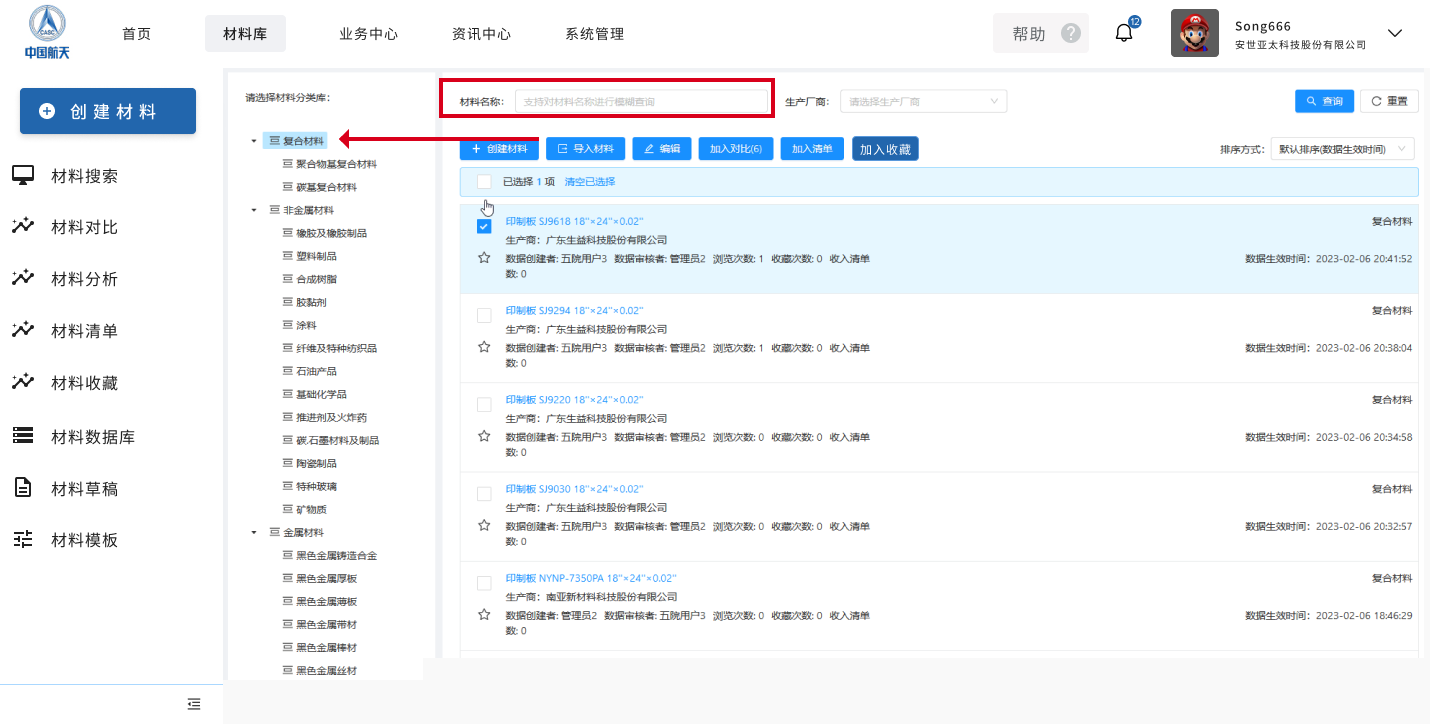 CASC
中国航天
首页
材料库
业务中心
资讯中心
系统管理
帮助
?
12
Song666
安世亚太科技股份有限公司
创建材料
材料搜索
材料对比
材料分析
材料清单
材料收藏
材料数据库
材料草稿
材料模板
请选择材料分类库:
复合材料
聚合物基复合材料
碳基复合材料
非金属材料
橡胶及橡胶制品
塑料制品
合成树脂
胶黏剂
涂料
纤维及特种纺织品
石油产品
基础化学品
推进剂及火炸药
碳,石墨材料及制品
陶瓷制品
特种玻璃
矿物质
金属材料
黑色金属铸造合金
黑色金属厚板
黑色金属薄板
黑色金属带材
黑色金属棒材
黑色金属丝材
材料名称: 支持对材料名称进行模糊查询
生产厂商: 请选择生产厂商
查询
重置
创建材料
导入材料
编辑
加入对比(6)
加入清单
加入收藏
排序方式: 默认排序(数据生效时间)
已选择 1 项 清空已选择
印制板 SJ9618 18''×24''×0.02'' 复合材料
生产商：广东生益科技股份有限公司
数据创建者: 五院用户3 数据审核者: 管理员2 浏览次数: 1 收藏次数: 0 收入清单 数据生效时间：2023-02-06 20:41:52
数: 0
印制板 SJ9294 18''×24''×0.02'' 复合材料
生产商：广东生益科技股份有限公司
数据创建者: 五院用户3 数据审核者: 管理员2 浏览次数: 1 收藏次数: 0 收入清单 数据生效时间：2023-02-06 20:38:04
数: 0
印制板 SJ9220 18''×24''×0.02'' 复合材料
生产商：广东生益科技股份有限公司
数据创建者: 五院用户3 数据审核者: 管理员2 浏览次数: 0 收藏次数: 0 收入清单 数据生效时间：2023-02-06 20:34:58
数: 0
印制板 SJ9030 18''×24''×0.02'' 复合材料
生产商：广东生益科技股份有限公司
数据创建者: 五院用户3 数据审核者: 管理员2 浏览次数: 0 收藏次数: 0 收入清单 数据生效时间：2023-02-06 20:32:57
数: 0
印制板 NYNP-7350PA 18''×24''×0.02'' 复合材料
生产商：南亚新材料科技股份有限公司
数据创建者: 管理员2 数据审核者: 五院用户3 浏览次数: 0 收藏次数: 0 收入清单 数据生效时间：2023-02-06 18:46:29
数: 0